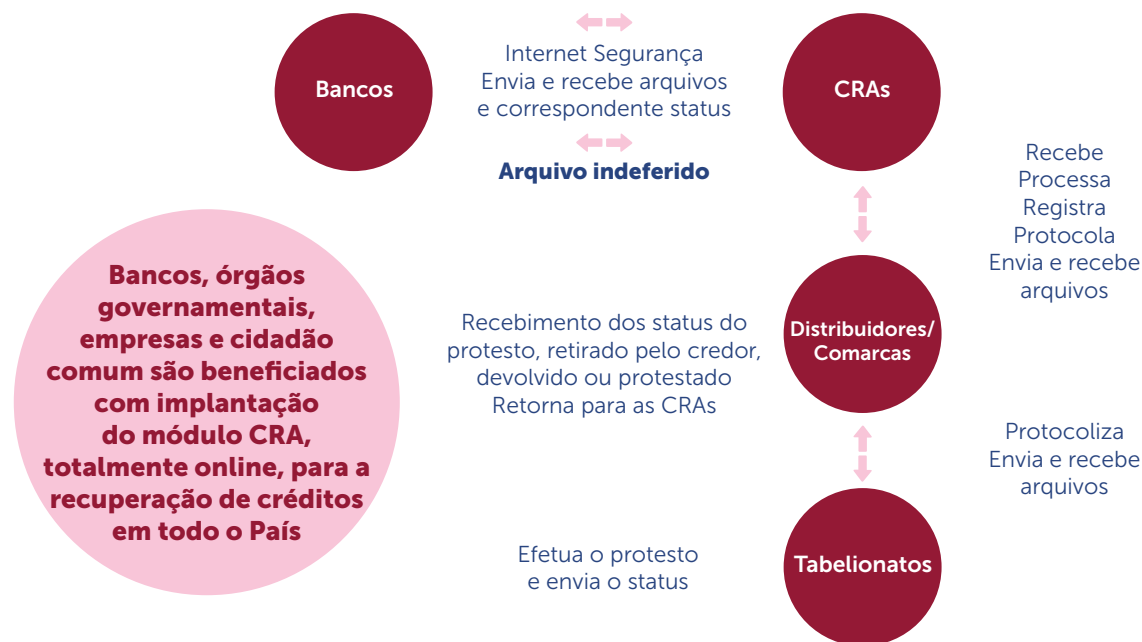 Bancos
Internet Segurança
Envia e recebe arquivos
e correspondente status
CRAs
Arquivo indeferido
Recebe
Processa
Registra
Protocola
Envia e recebe
arquivos
Bancos, órgãos
governamentais,
empresas e cidadão
comum são beneficiados
com implantação
do módulo CRA,
totalmente online, para a
recuperação de créditos
em todo o País
Recebimento dos status do
protesto, retirado pelo credor,
devolvido ou protestado
Retorna para as CRAs
Distribuidores/
Comarcas
Protocoliza
Envia e recebe
arquivos
Efetua o protesto
e envia o status
Tabelionatos